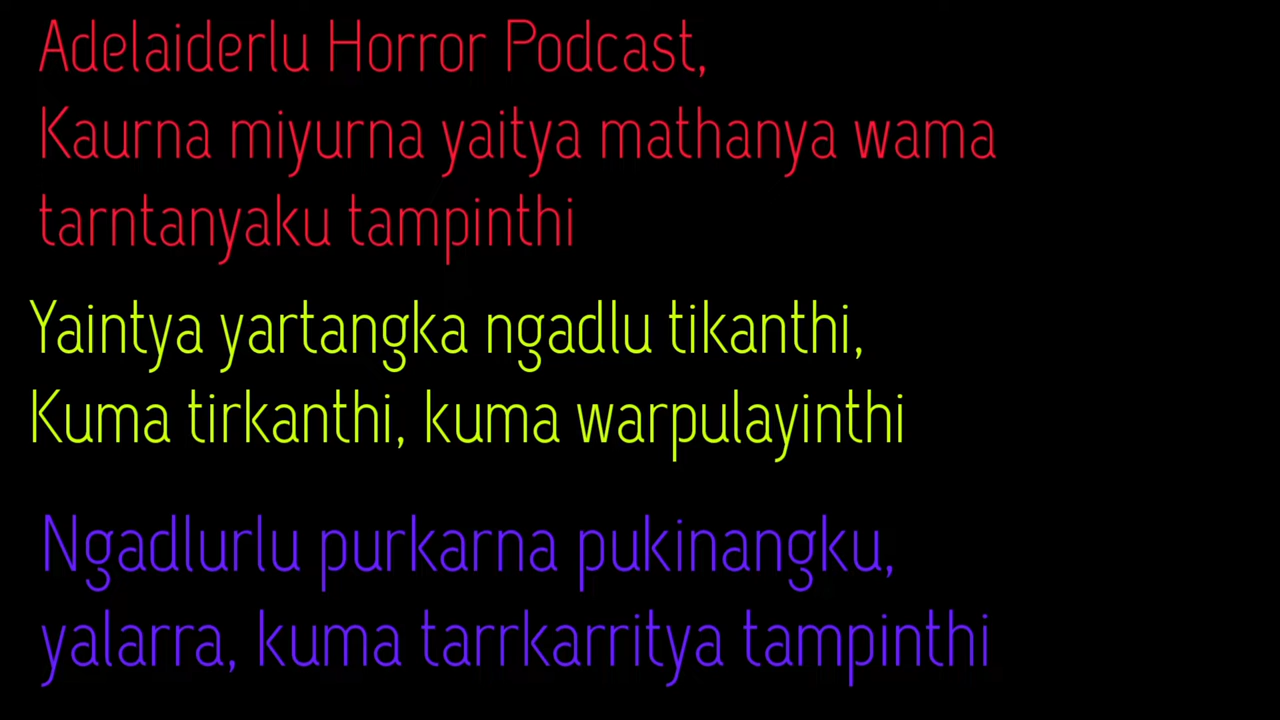 Adelaiderlu Horror Podcast,
Kaurna miyurna yaitya mathanya wama
tarntanyaku tampinthi
Yaintya yartangka ngadlu tikanthi,
Kuma tirkanthi, kuma warpulayinthi
Ngadlurlu purkarna pukinangku,
yalarra, kuma tarrkarritya tampinthi